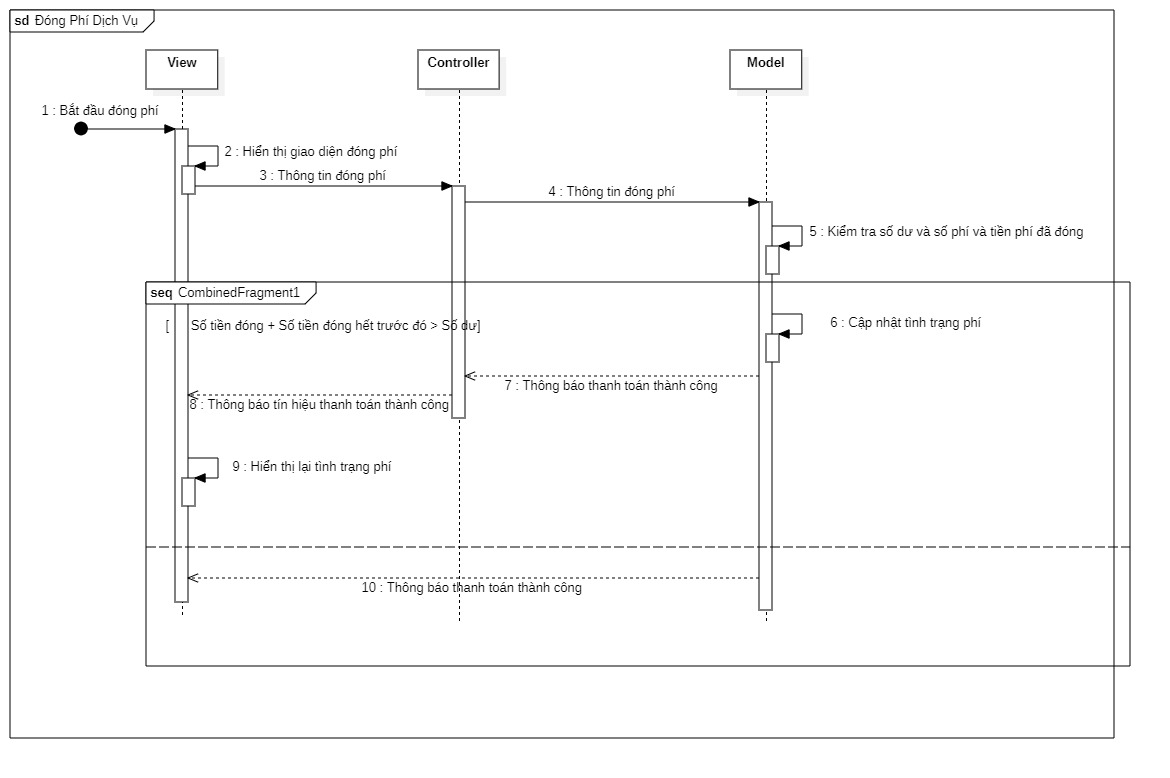 sd Đóng Phí Dịch Vụ
View
Controller
Model
1 : Bắt đầu đóng phí
2 : Hiển thị giao diện đóng phí
3 : Thông tin đóng phí
4 : Thông tin đóng phí
5 : Kiểm tra số dư và số phí và tiền phí đã đóng
seq CombinedFragment1
[ Số tiền đóng + Số tiền đóng hết trước đó > Số dư]
6 : Cập nhật tình trạng phí
7 : Thông báo thanh toán thành công
8 : Thông báo tín hiệu thanh toán thành công
9 : Hiển thị lại tình trạng phí
10 : Thông báo thanh toán thành công